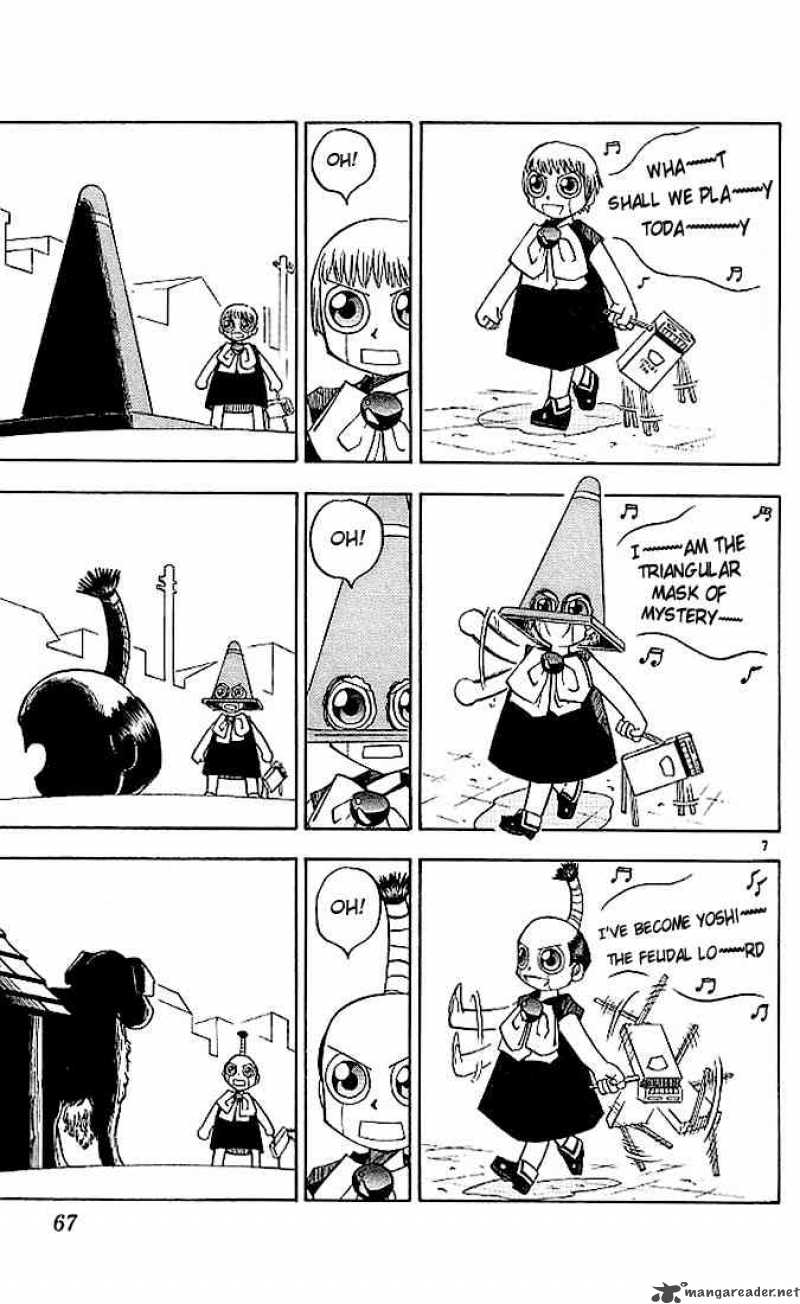 WHA~~~T
SHALL WE PLA~~~Y
TODA~~~Y
OH!
I~~~AM THE
TRIANGULAR
MASK OF
MYSTERY~~
OH!
7
I'VE BECOME YOSHI~~~
THE FEUDAL LO~~~RD
OH!
67
mangareader.net